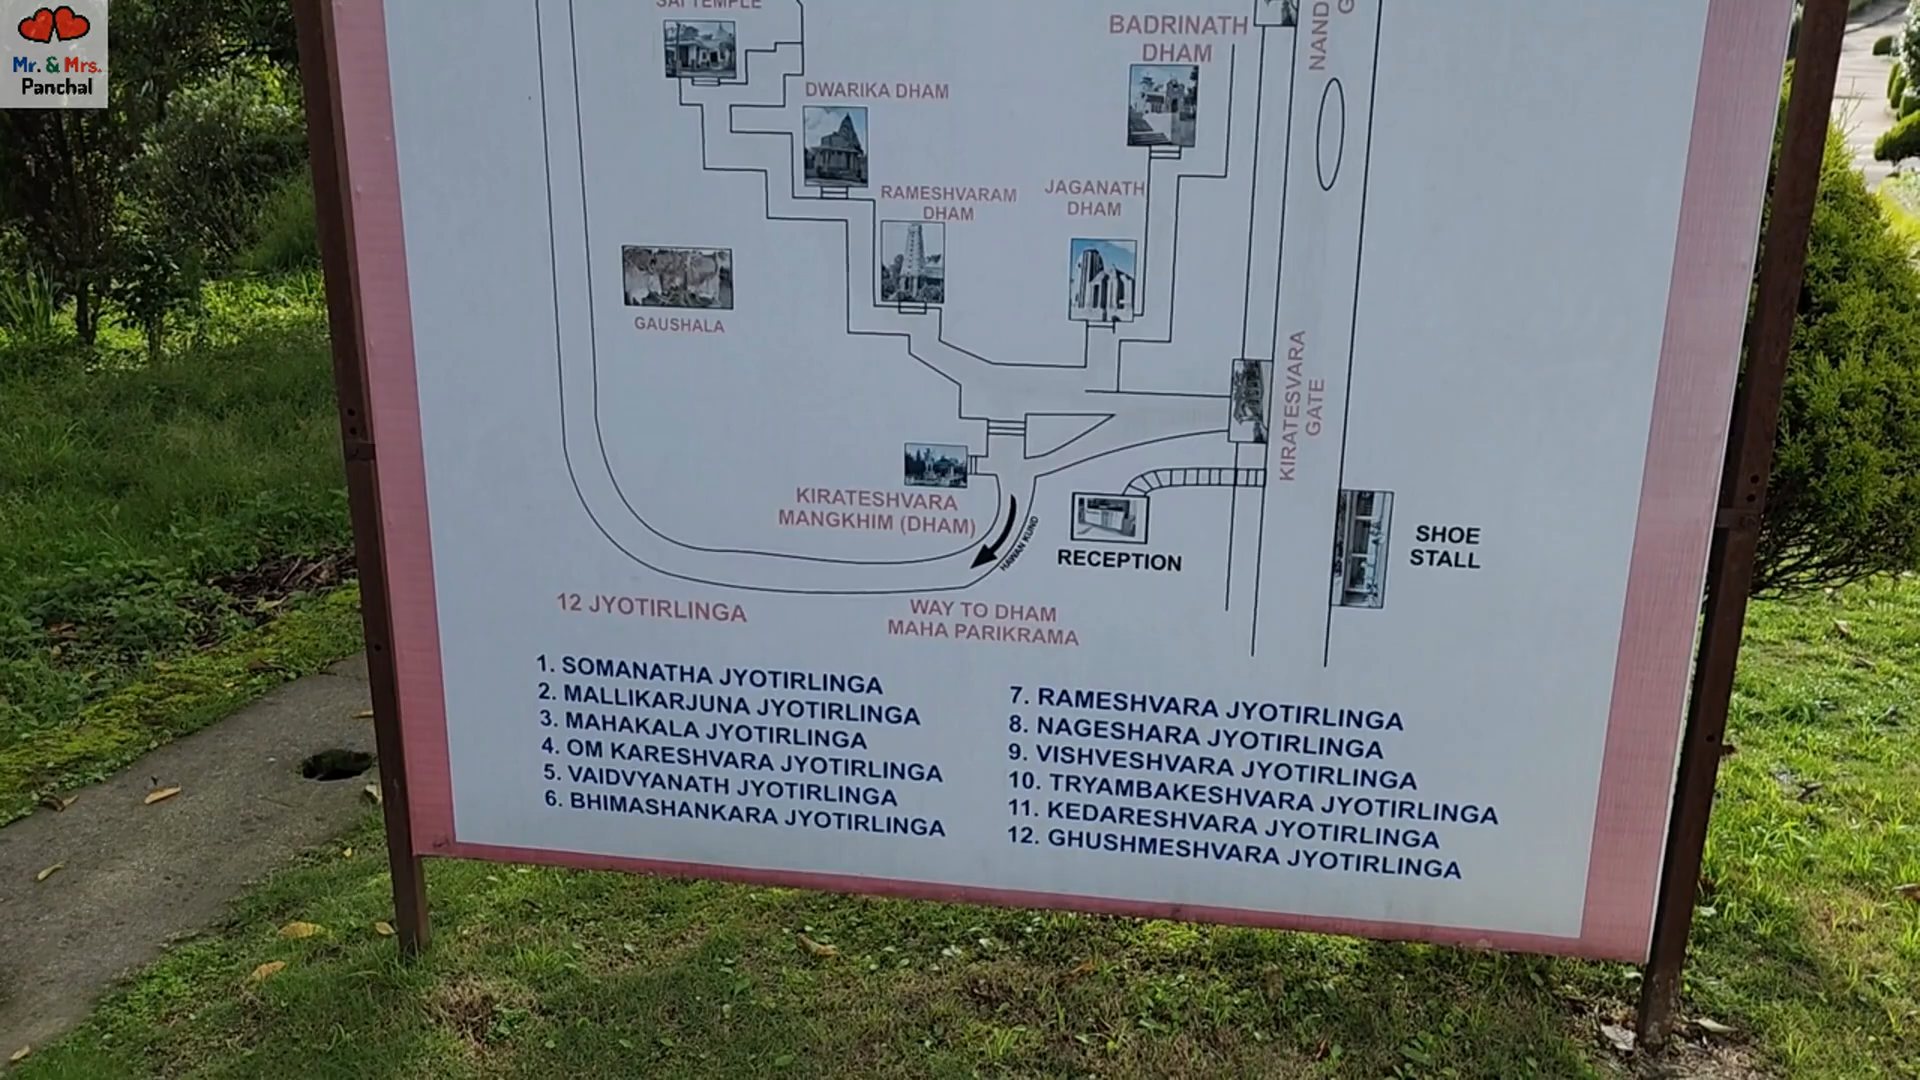 Mr. & Mrs.
Panchal
SAI TEMPLE
BADRINATH
DHAM
NAND
G
DWARIKA DHAM
RAMESHVARAM
DHAM
JAGANATH
DHAM
GAUSHALA
KIRATESVARA
GATE
KIRATESHVARA
MANGKHIM (DHAM)
HAWAN KUND
RECEPTION
SHOE
STALL
12 JYOTIRLINGA
WAY TO DHAM
MAHA PARIKRAMA
1. SOMANATHA JYOTIRLINGA
2. MALLIKARJUNA JYOTIRLINGA
3. MAHAKALA JYOTIRLINGA
4. OM KARESHVARA JYOTIRLINGA
5. VAIDVYANATH JYOTIRLINGA
6. BHIMASHANKARA JYOTIRLINGA
7. RAMESHVARA JYOTIRLINGA
8. NAGESHARA JYOTIRLINGA
9. VISHVESHVARA JYOTIRLINGA
10. TRYAMBAKESHVARA JYOTIRLINGA
11. KEDARESHVARA JYOTIRLINGA
12. GHUSHMESHVARA JYOTIRLINGA